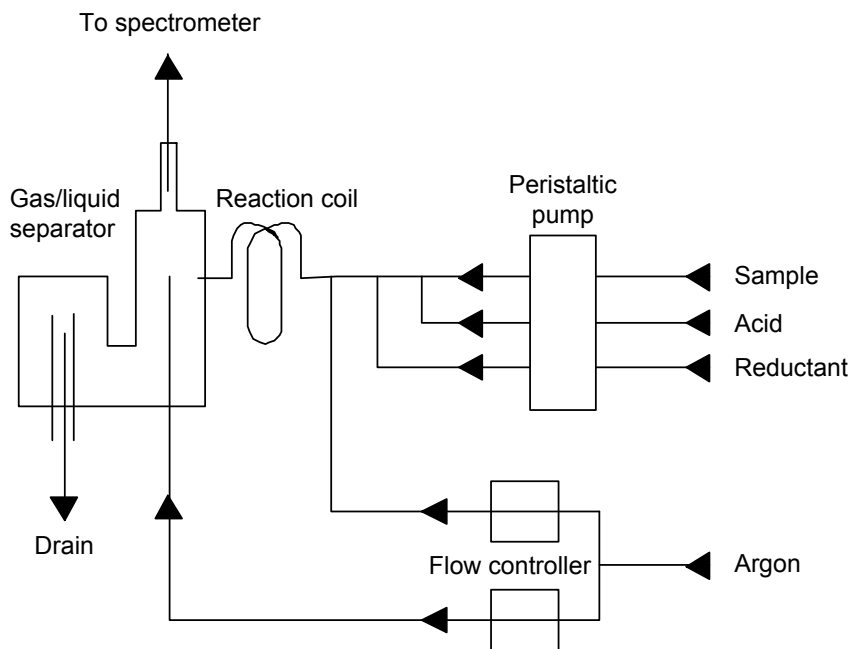 To spectrometer
Gas/liquid
separator
Reaction coil
Peristaltic
pump
Sample
Acid
Reductant
Drain
Flow controller
Argon